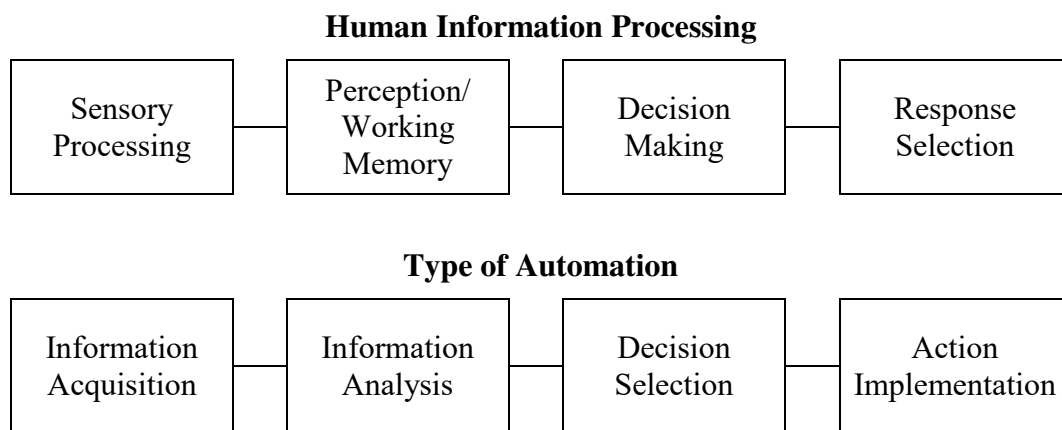 Human Information Processing
Sensory
Processing
Perception/
Working
Memory
Decision
Making
Response
Selection
Type of Automation
Information
Acquisition
Information
Analysis
Decision
Selection
Action
Implementation